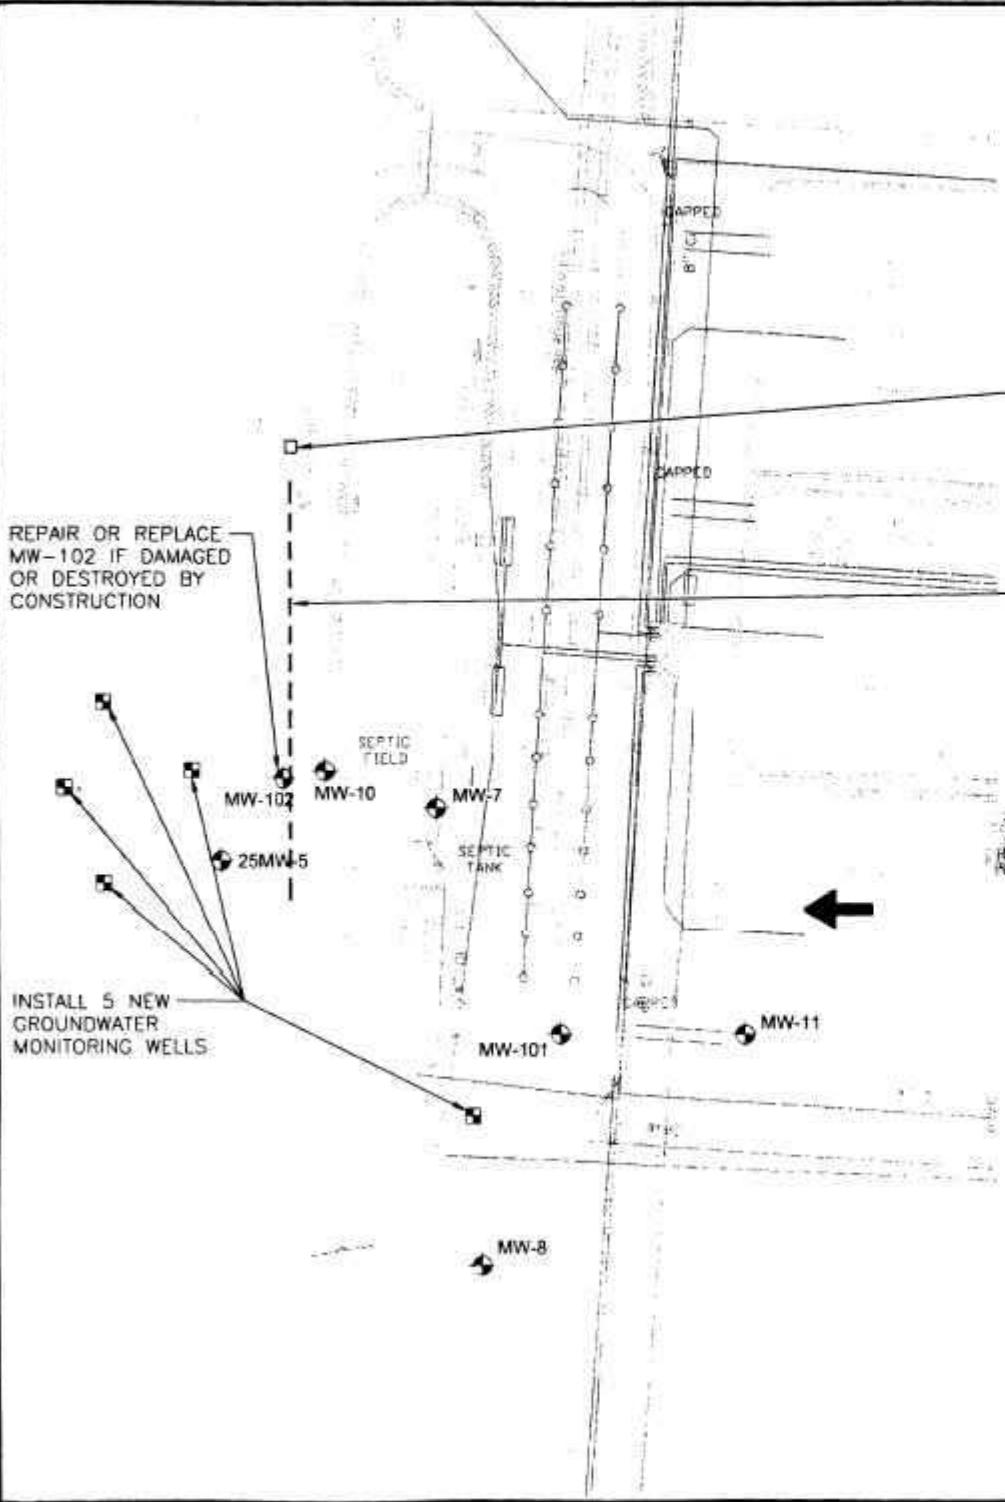 CAPPED
8" CI
CAPPED
REPAIR OR REPLACE
MW-102 IF DAMAGED
OR DESTROYED BY
CONSTRUCTION
SEPTIC
FIELD
MW-102
MW-10
MW-7
25MW-5
SEPTIC
TANK
INSTALL 5 NEW
GROUNDWATER
MONITORING WELLS
MW-101
MW-11
MW-8